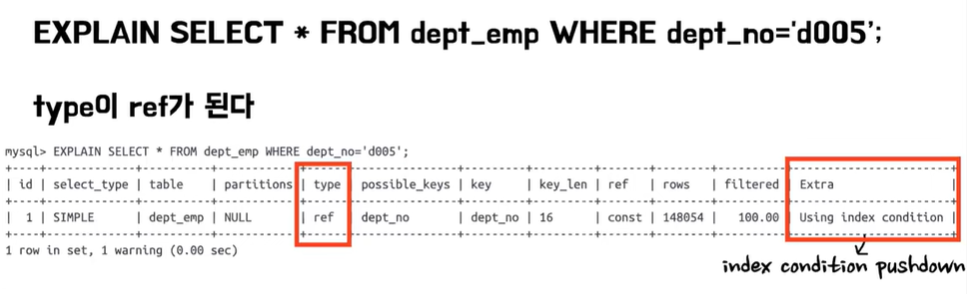 EXPLAIN SELECT * FROM dept_emp WHERE dept_no='d005';
type이 ref가 된다
mysql> EXPLAIN SELECT * FROM dept_emp WHERE dept_no='d005';
| id | select_type | table | partitions | type | possible_keys | key | key_len | ref | rows | filtered | Extra |
| 1 | SIMPLE | dept_emp | NULL | ref | dept_no | dept_no | 16 | const | 148054 | 100.00 | Using index condition |
1 row in set, 1 warning (0.00 sec)
index condition pushdown